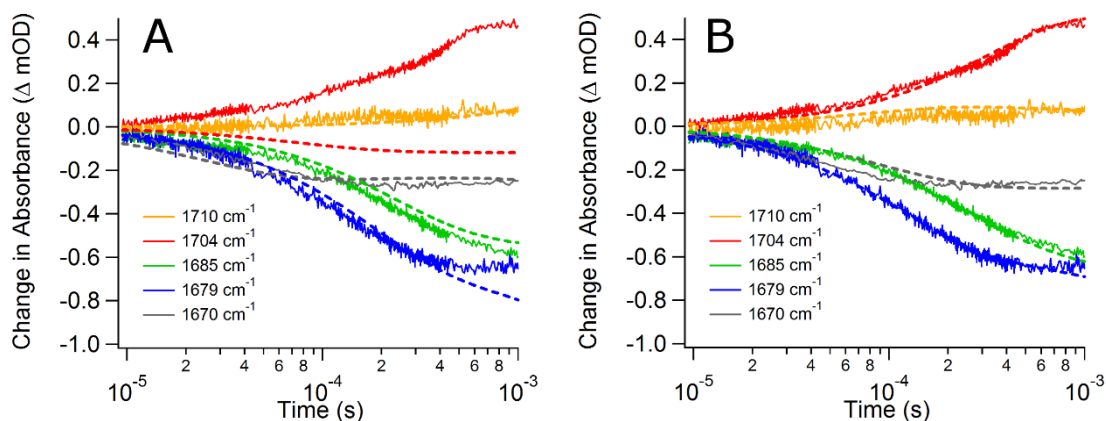 A
Change in Absorbance (Δ mOD)
0.4
0.2
0.0
-0.2
-0.4
-0.6
-0.8
-1.0
1710 cm⁻¹
1704 cm⁻¹
1685 cm⁻¹
1679 cm⁻¹
1670 cm⁻¹
2 4 6 8 2 4 6 8
10⁻⁵ 10⁻⁴ 10⁻³
Time (s)
B
Change in Absorbance (Δ mOD)
0.4
0.2
0.0
-0.2
-0.4
-0.6
-0.8
-1.0
1710 cm⁻¹
1704 cm⁻¹
1685 cm⁻¹
1679 cm⁻¹
1670 cm⁻¹
2 4 6 8 2 4 6 8
10⁻⁵ 10⁻⁴ 10⁻³
Time (s)